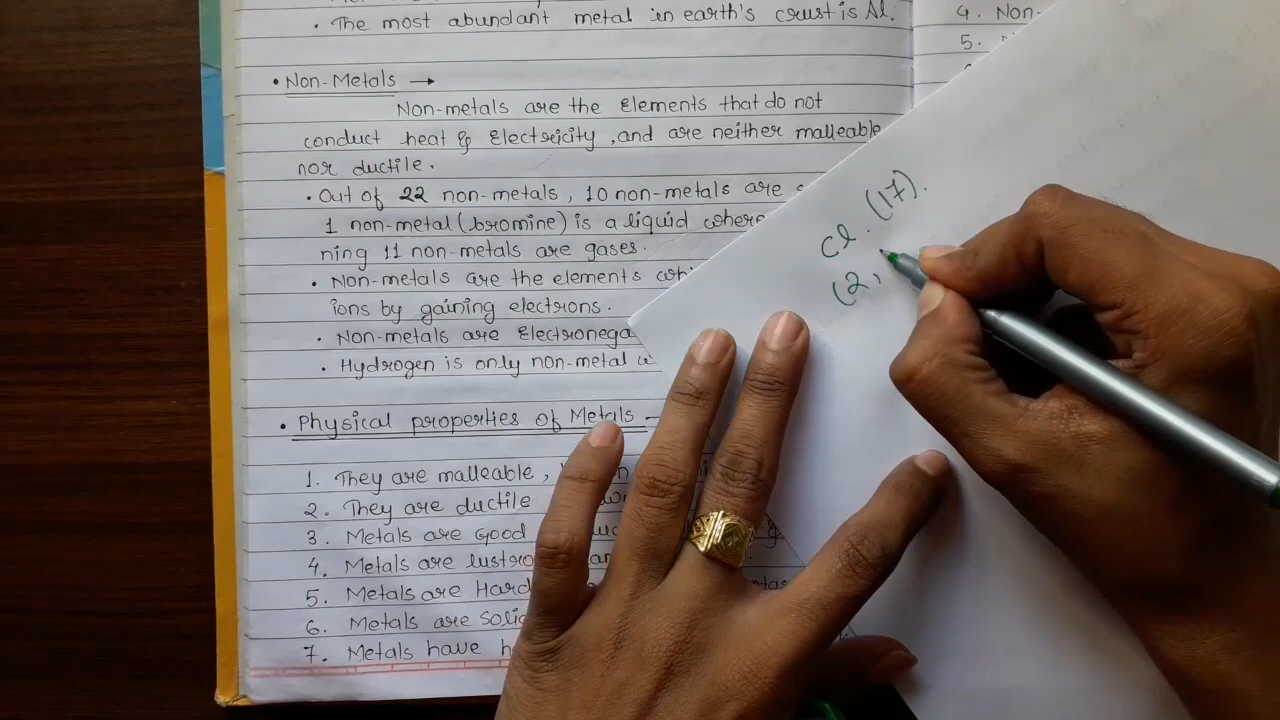 • The most abundant metal in earth's crust is Al.
• Non-Metals →
Non-metals are the Elements that do not
conduct heat & Electricity, and are neither malleable
nor ductile.
• Out of 22 non-metals, 10 non-metals are
1 non-metal (bromine) is a liquid where
ning 11 non-metals are gases.
• Non-metals are the elements
ions by gaining electrons.
• Non-metals are Electronega
• Hydrogen is only non-metal
• Physical properties of Metals -
1. They are malleable,
2. They are ductile
3. Metals are Good
4. Metals are lustro
5. Metals are Hard
6. Metals are solid
7. Metals have h
4. Non-
5.
Cl. (17).
(2,